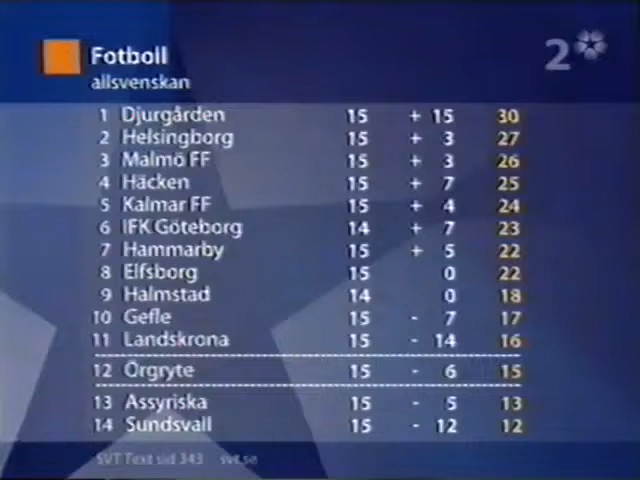 Fotboll
allsvenskan
2
1 Djurgården 15 + 15 30
2 Helsingborg 15 + 3 27
3 Malmö FF 15 + 3 26
4 Häcken 15 + 7 25
5 Kalmar FF 15 + 4 24
6 IFK Göteborg 14 + 7 23
7 Hammarby 15 + 5 22
8 Elfsborg 15 0 22
9 Halmstad 14 0 18
10 Gefle 15 - 7 17
11 Landskrona 15 - 14 16
12 Örgryte 15 - 6 15
13 Assyriska 15 - 5 13
14 Sundsvall 15 - 12 12
SVT Text sid 343 svt.se